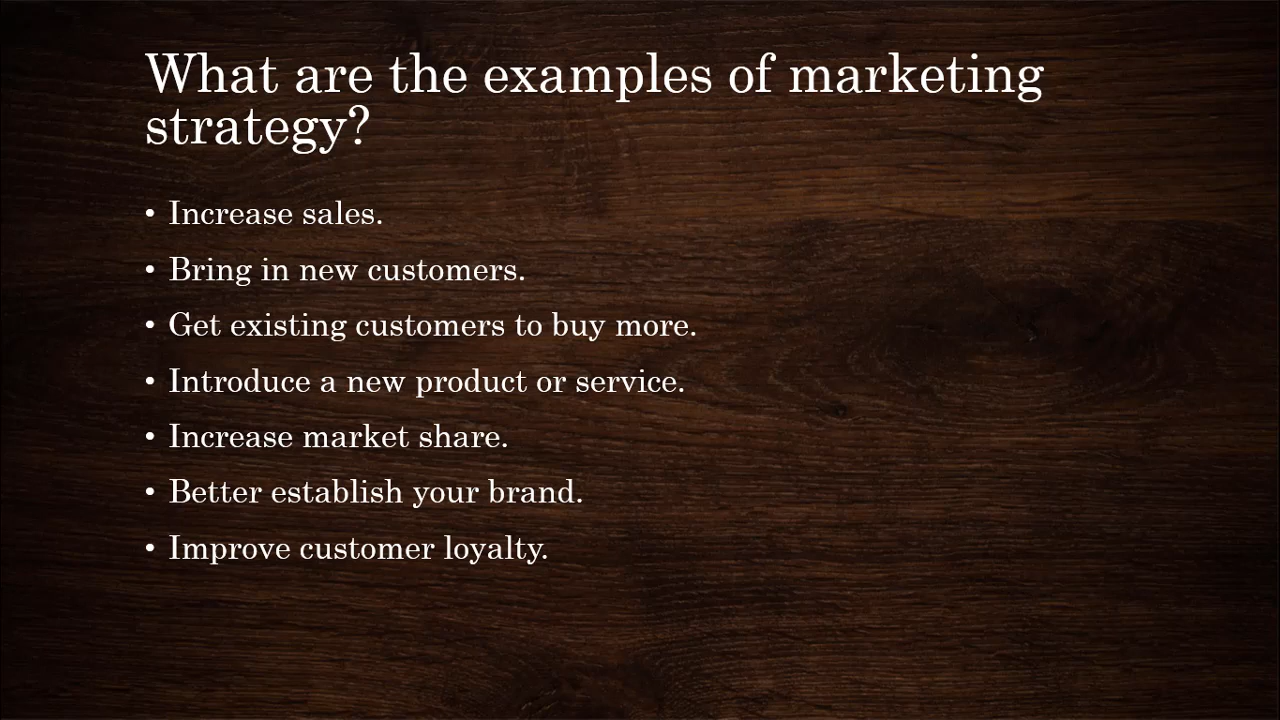 What are the examples of marketing
strategy?
• Increase sales.
• Bring in new customers.
• Get existing customers to buy more.
• Introduce a new product or service.
• Increase market share.
• Better establish your brand.
• Improve customer loyalty.